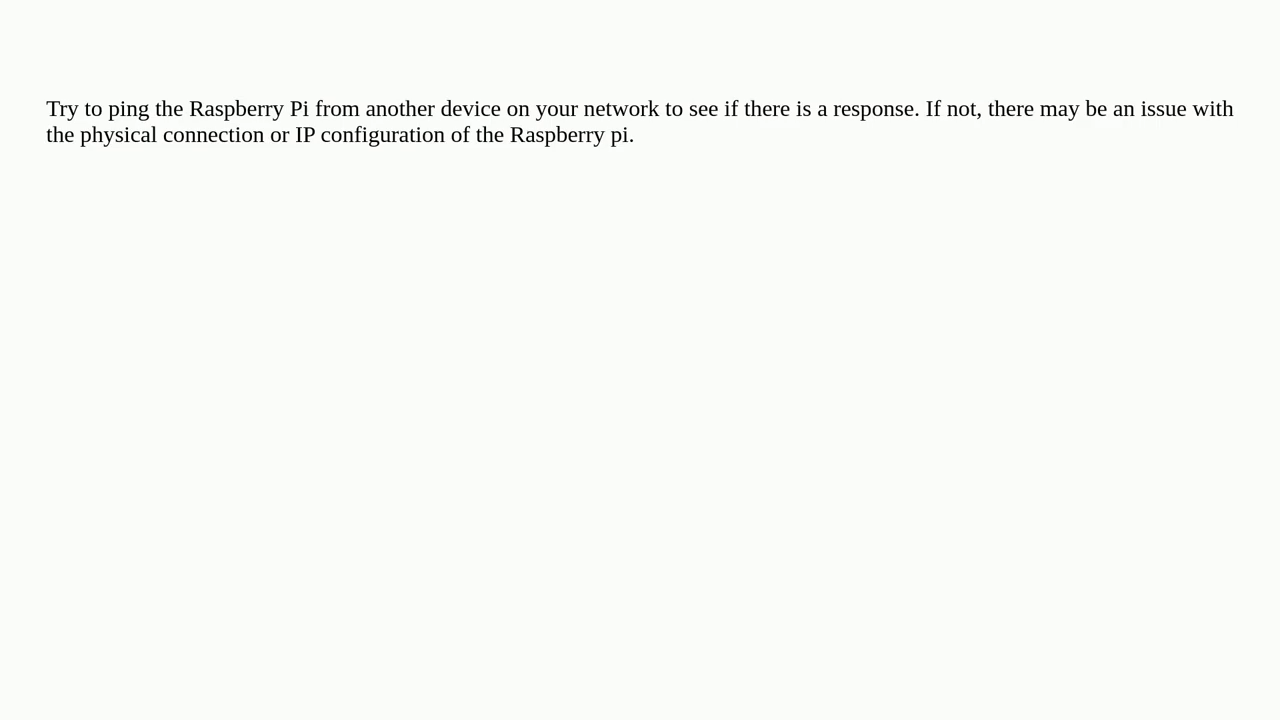 Try to ping the Raspberry Pi from another device on your network to see if there is a response. If not, there may be an issue with
the physical connection or IP configuration of the Raspberry pi.